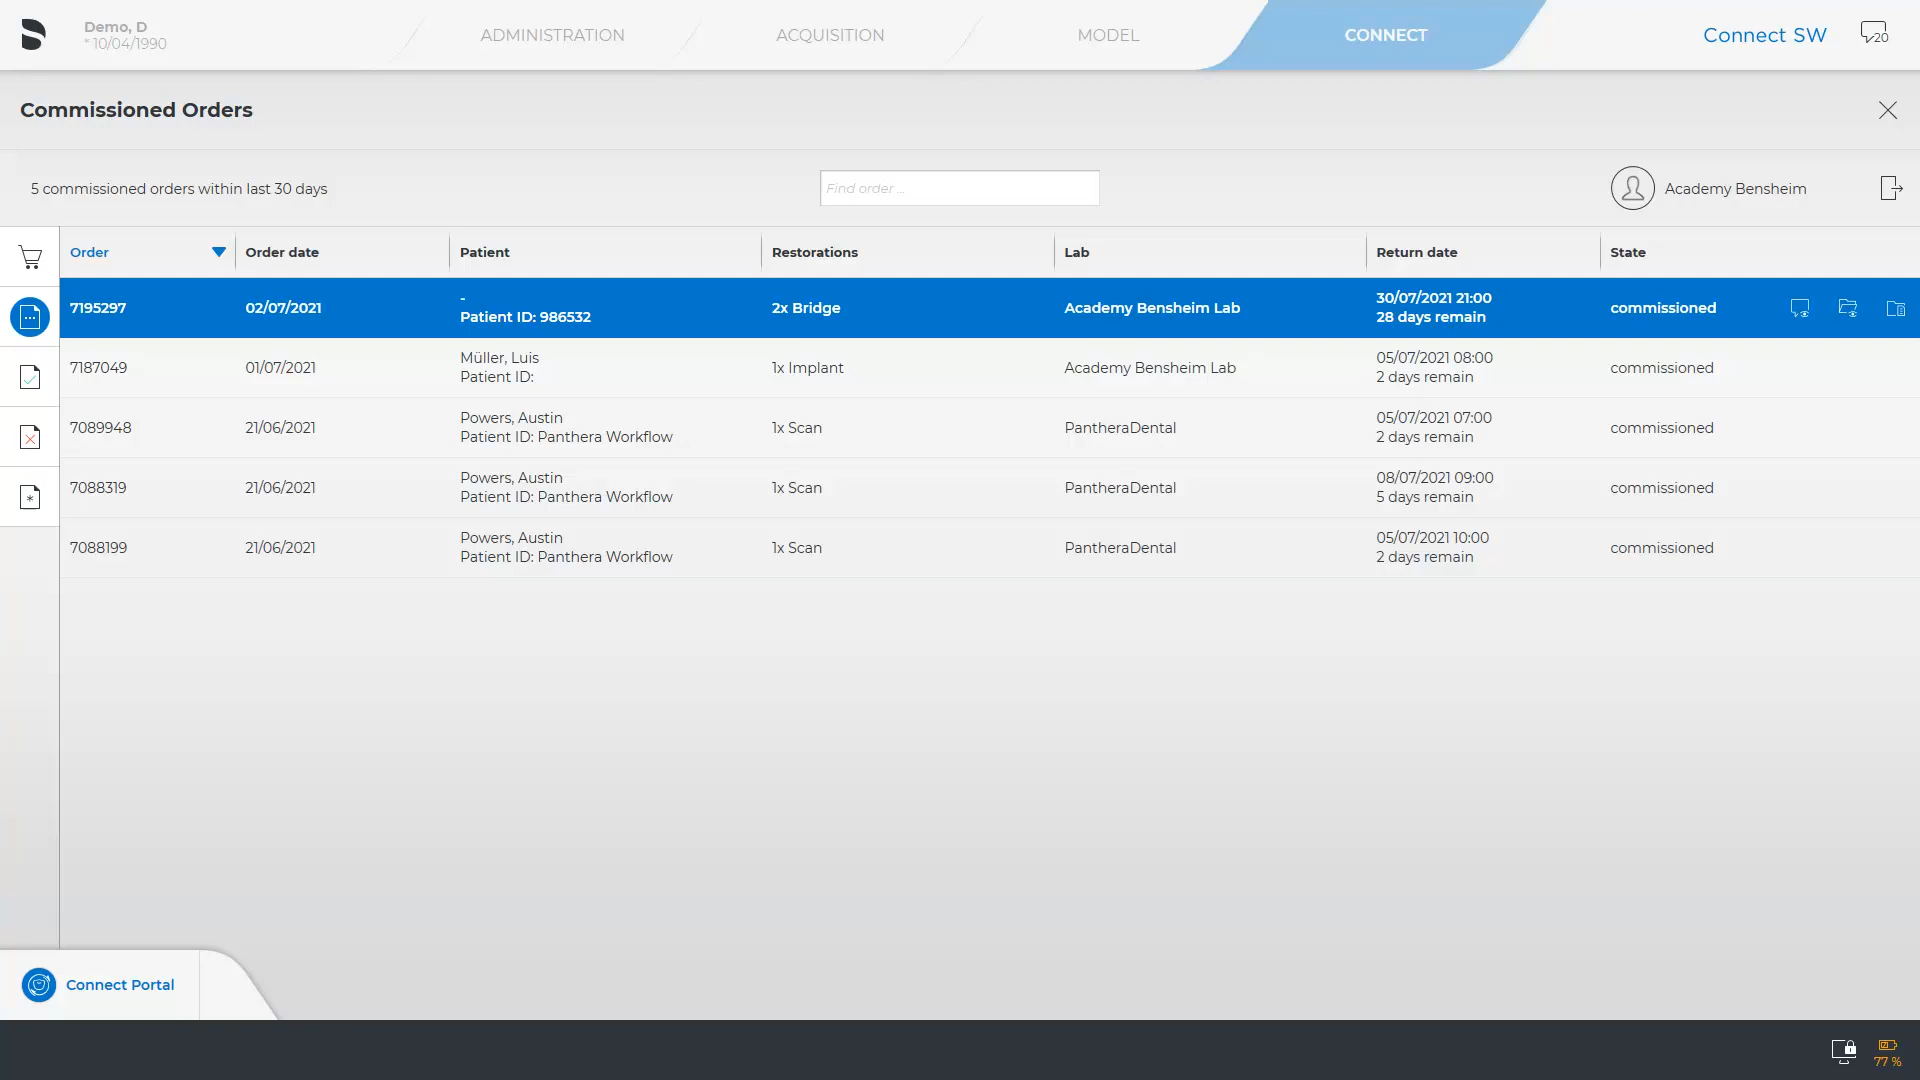 Demo, D
* 10/04/1990
ADMINISTRATION
ACQUISITION
MODEL
CONNECT
Connect SW
20
Commissioned Orders
5 commissioned orders within last 30 days
Find order ...
Academy Bensheim
Order
Order date
Patient
Restorations
Lab
Return date
State
7195297
02/07/2021
-
Patient ID: 986532
2x Bridge
Academy Bensheim Lab
30/07/2021 21:00
28 days remain
commissioned
7187049
01/07/2021
Müller, Luis
Patient ID:
1x Implant
Academy Bensheim Lab
05/07/2021 08:00
2 days remain
commissioned
7089948
21/06/2021
Powers, Austin
Patient ID: Panthera Workflow
1x Scan
PantheraDental
05/07/2021 07:00
2 days remain
commissioned
7088319
21/06/2021
Powers, Austin
Patient ID: Panthera Workflow
1x Scan
PantheraDental
08/07/2021 09:00
5 days remain
commissioned
7088199
21/06/2021
Powers, Austin
Patient ID: Panthera Workflow
1x Scan
PantheraDental
05/07/2021 10:00
2 days remain
commissioned
Connect Portal
77 %